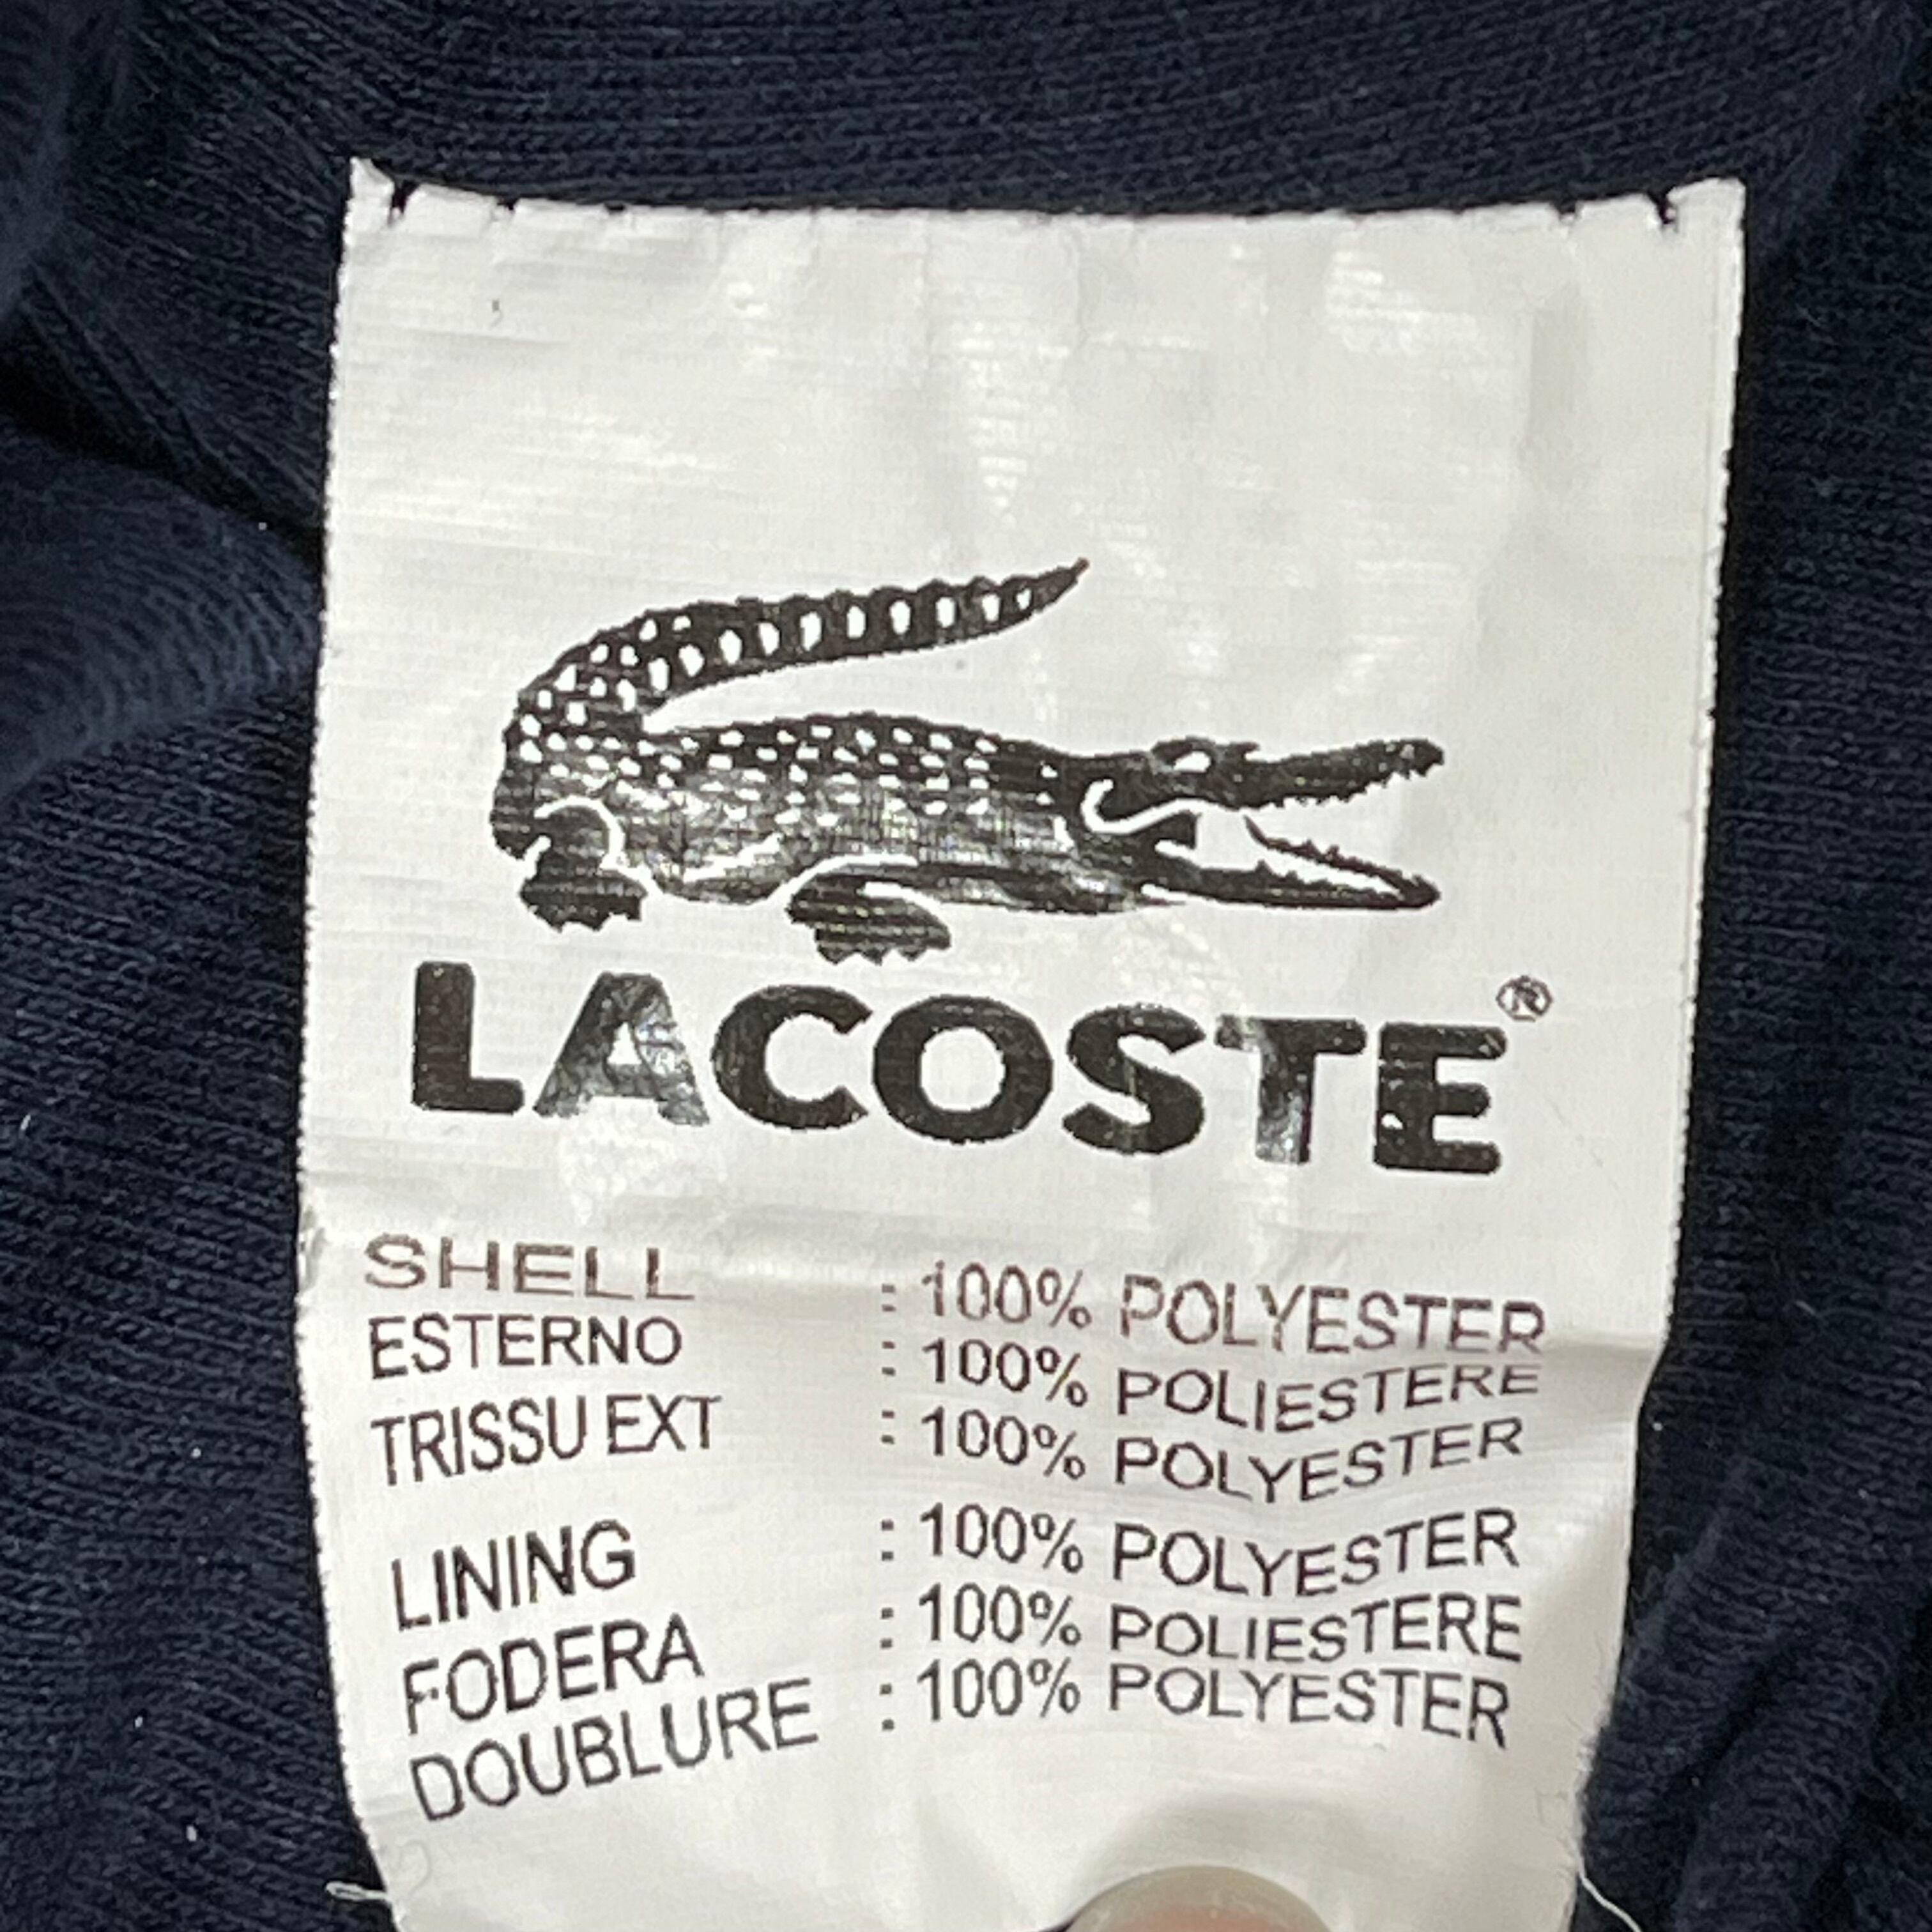 LACOSTE®
SHELL : 100% POLYESTER
ESTERNO : 100% POLIESTERE
TRISSU EXT : 100% POLYESTER
LINING : 100% POLYESTER
FODERA : 100% POLIESTERE
DOUBLURE : 100% POLYESTER